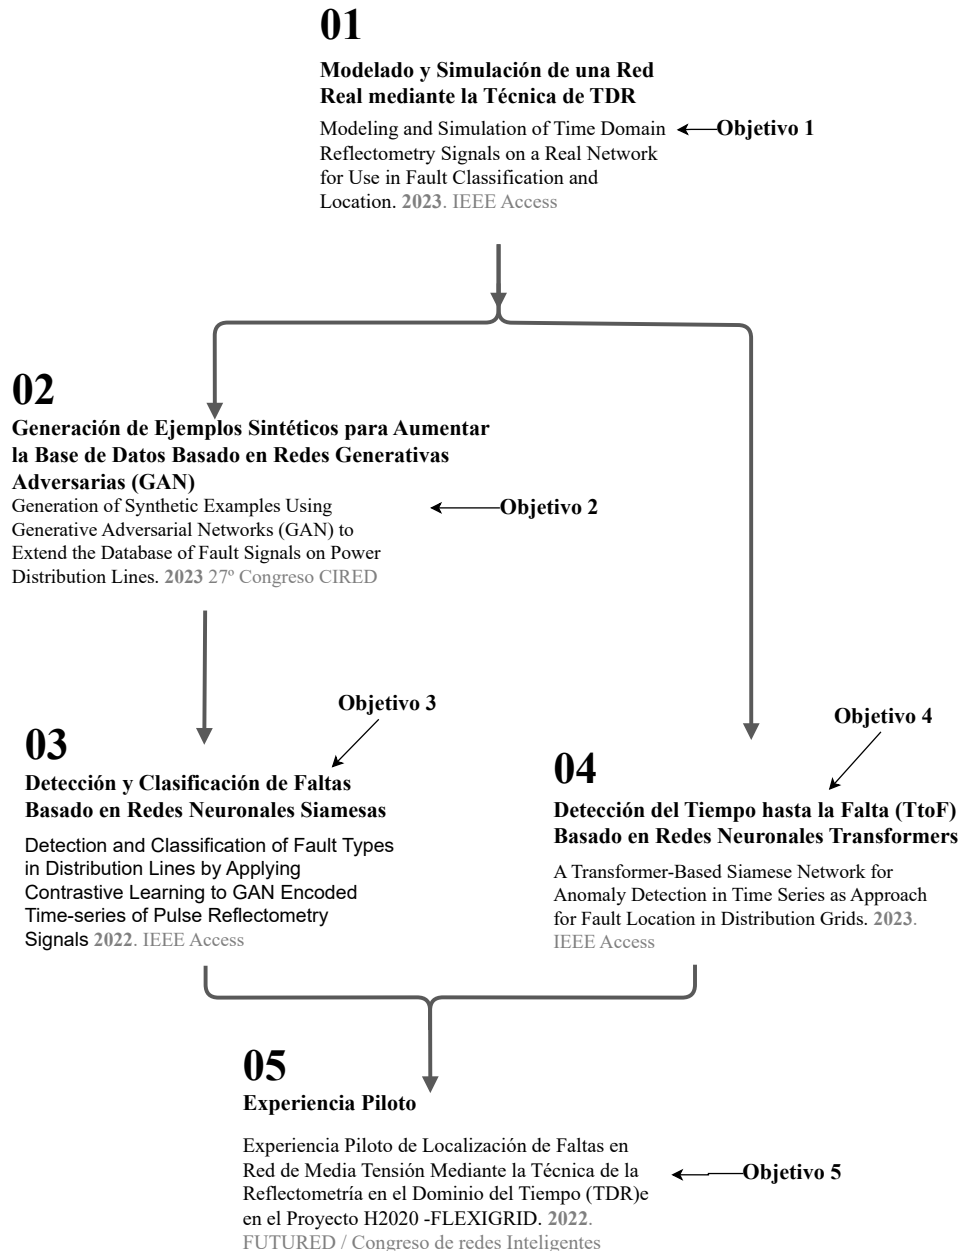 01
Modelado y Simulación de una Red
Real mediante la Técnica de TDR
Modeling and Simulation of Time Domain
Reflectometry Signals on a Real Network
for Use in Fault Classification and
Location. 2023. IEEE Access
Objetivo 1
02
Generación de Ejemplos Sintéticos para Aumentar
la Base de Datos Basado en Redes Generativas
Adversarias (GAN)
Generation of Synthetic Examples Using
Generative Adversarial Networks (GAN) to
Extend the Database of Fault Signals on Power
Distribution Lines. 2023 27º Congreso CIRED
Objetivo 2
Objetivo 3
03
Detección y Clasificación de Faltas
Basado en Redes Neuronales Siamesas
Detection and Classification of Fault Types
in Distribution Lines by Applying
Contrastive Learning to GAN Encoded
Time-series of Pulse Reflectometry
Signals 2022. IEEE Access
Objetivo 4
04
Detección del Tiempo hasta la Falta (TtoF)
Basado en Redes Neuronales Transformers
A Transformer-Based Siamese Network for
Anomaly Detection in Time Series as Approach
for Fault Location in Distribution Grids. 2023.
IEEE Access
05
Experiencia Piloto
Experiencia Piloto de Localización de Faltas en
Red de Media Tensión Mediante la Técnica de la
Reflectometría en el Dominio del Tiempo (TDR)e
en el Proyecto H2020 -FLEXIGRID. 2022.
FUTURED / Congreso de redes Inteligentes
Objetivo 5